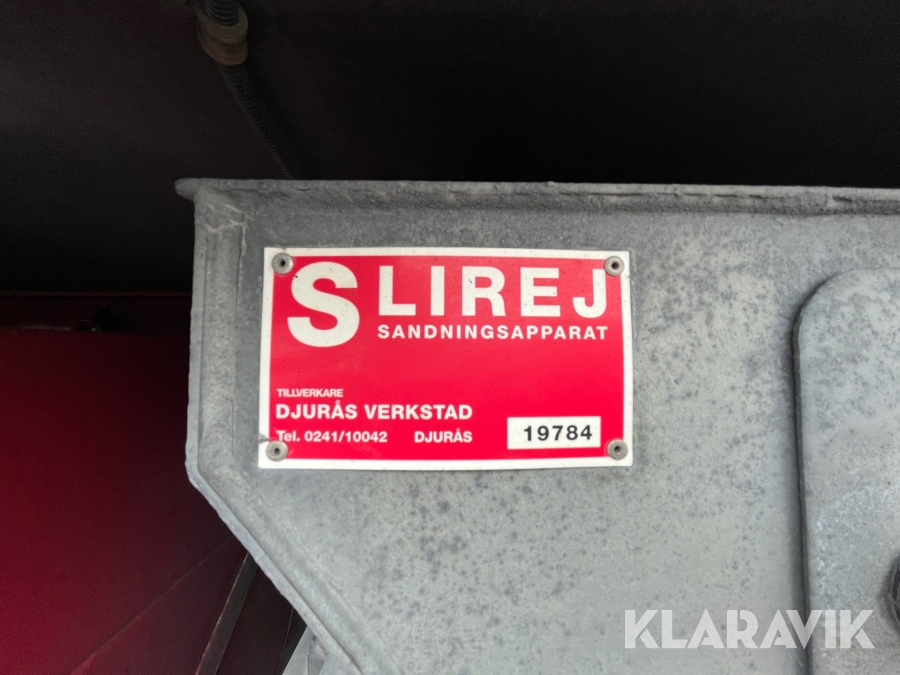 SLIREJ
SANDNINGSAPPARAT
TILLVERKARE
DJURÅS VERKSTAD
Tel. 0241/10042 DJURÅS 19784
KLARAVIK